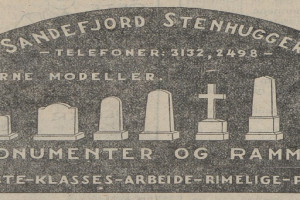 SANDEFJORD STENHUGGER
- TELEFONER: 3132, 2498 -
RNE MODELLER.
ONUMENTER OG RAMM
TE-KLASSES-ARBEIDE-RIMELIGE-P